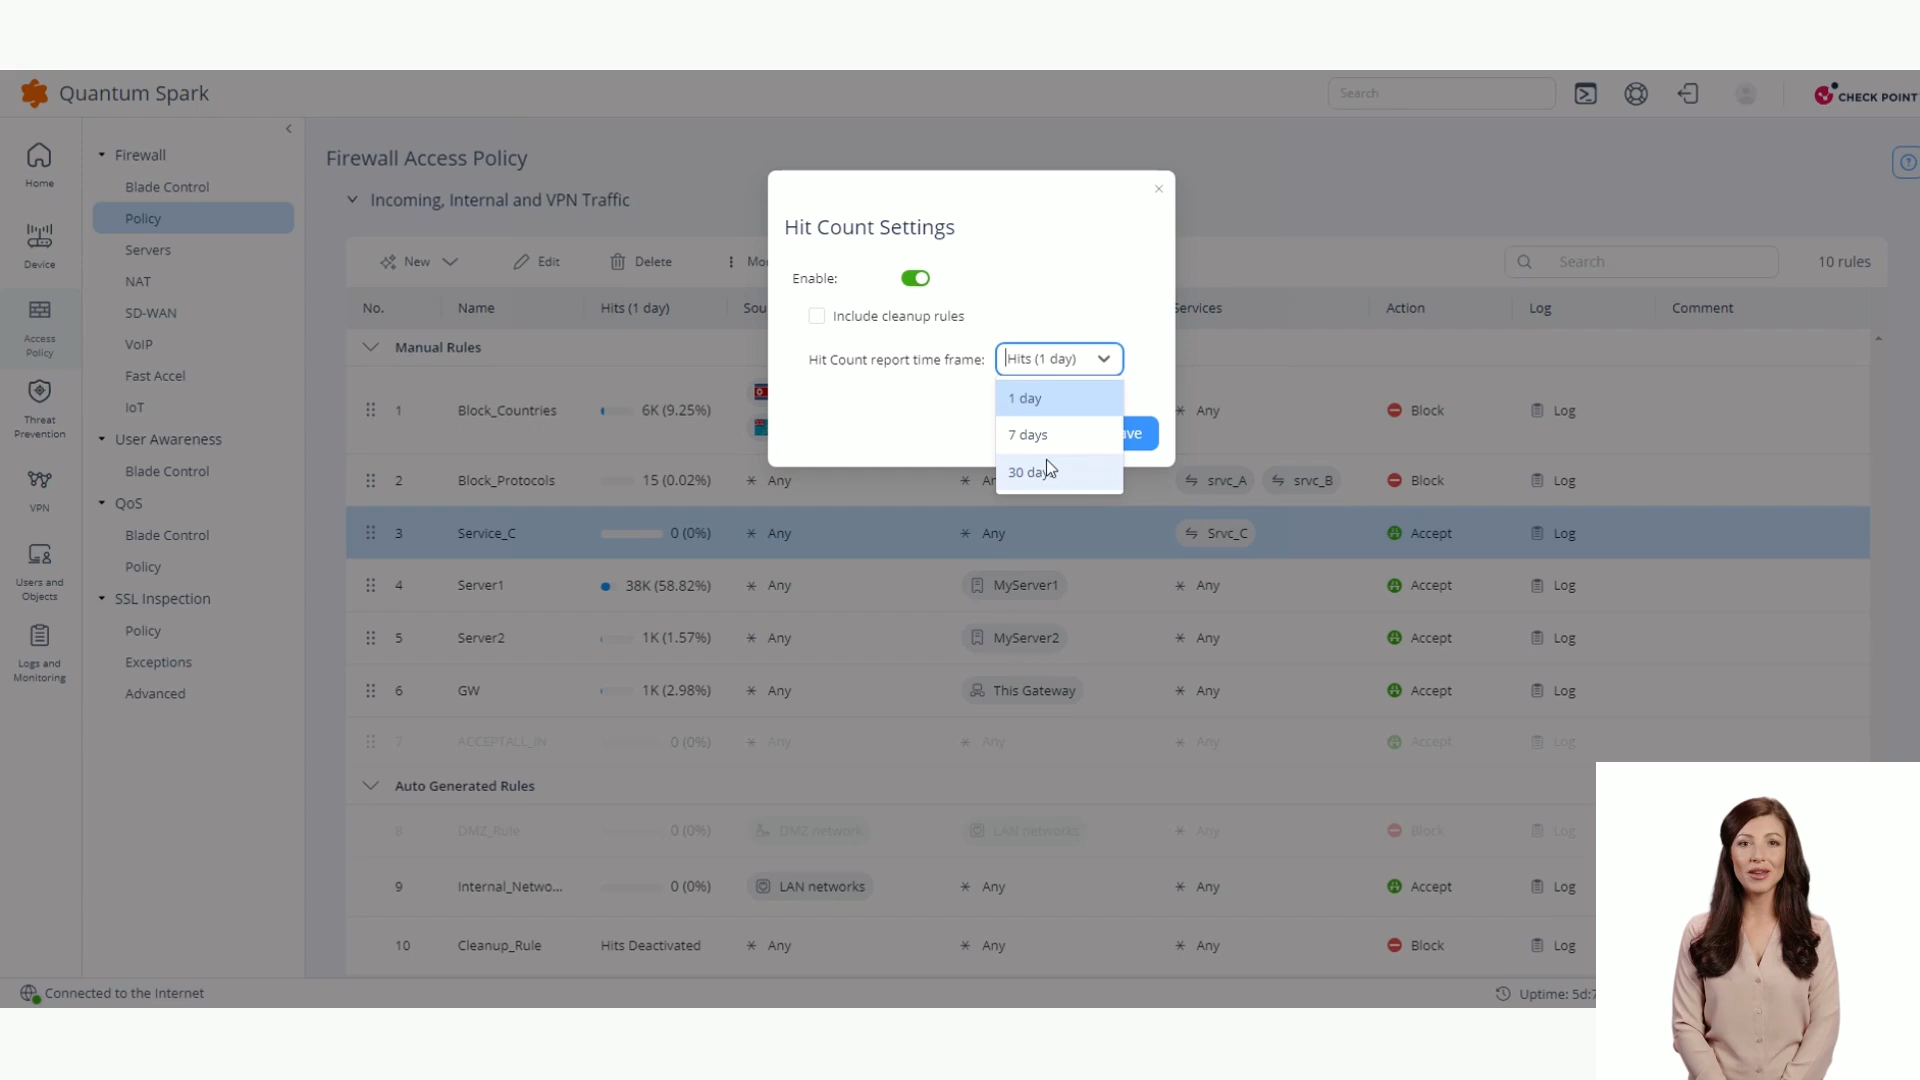 Quantum Spark
Search
CHECK POINT
Home
Device
Access
Policy
Threat
Prevention
VPN
Users and
Objects
Logs and
Monitoring
Firewall
Blade Control
Policy
Servers
NAT
SD-WAN
VoIP
Fast Accel
IoT
User Awareness
Blade Control
QoS
Blade Control
Policy
SSL Inspection
Policy
Exceptions
Advanced
Firewall Access Policy
Incoming, Internal and VPN Traffic
New Edit Delete Search 10 rules
No. Name Hits (1 day) Services Action Log Comment
Manual Rules
1 Block_Countries 6K (9.25%) Any Block Log
2 Block_Protocols 15 (0.02%) Any srvc_A srvc_B Block Log
3 Service_C 0 (0%) Any Any Srvc_C Accept Log
4 Server1 38K (58.82%) Any MyServer1 Any Accept Log
5 Server2 1K (1.57%) Any MyServer2 Any Accept Log
6 GW 1K (2.98%) Any This Gateway Any Accept Log
7 ACCEPTALL_IN 0 (0%) Any Any Any Accept Log
Auto Generated Rules
8 DMZ_Rule 0 (0%) DMZ network LAN networks Any Block Log
9 Internal_Netwo... 0 (0%) LAN networks Any Any Accept Log
10 Cleanup_Rule Hits Deactivated Any Any Any Block Log
Hit Count Settings
Enable:
Include cleanup rules
Hit Count report time frame: Hits (1 day)
1 day
7 days
30 days
Connected to the Internet
Uptime: 5d:7